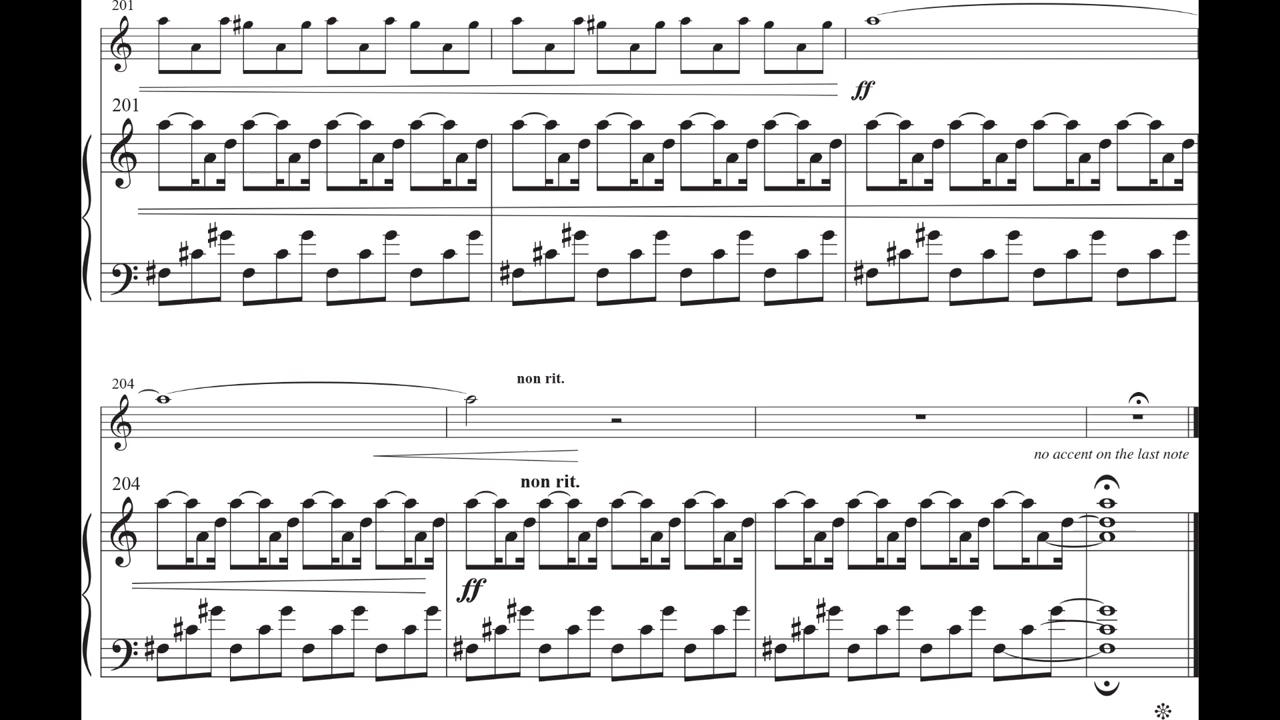 201
ff
201
204
non rit.
no accent on the last note
204
non rit.
ff